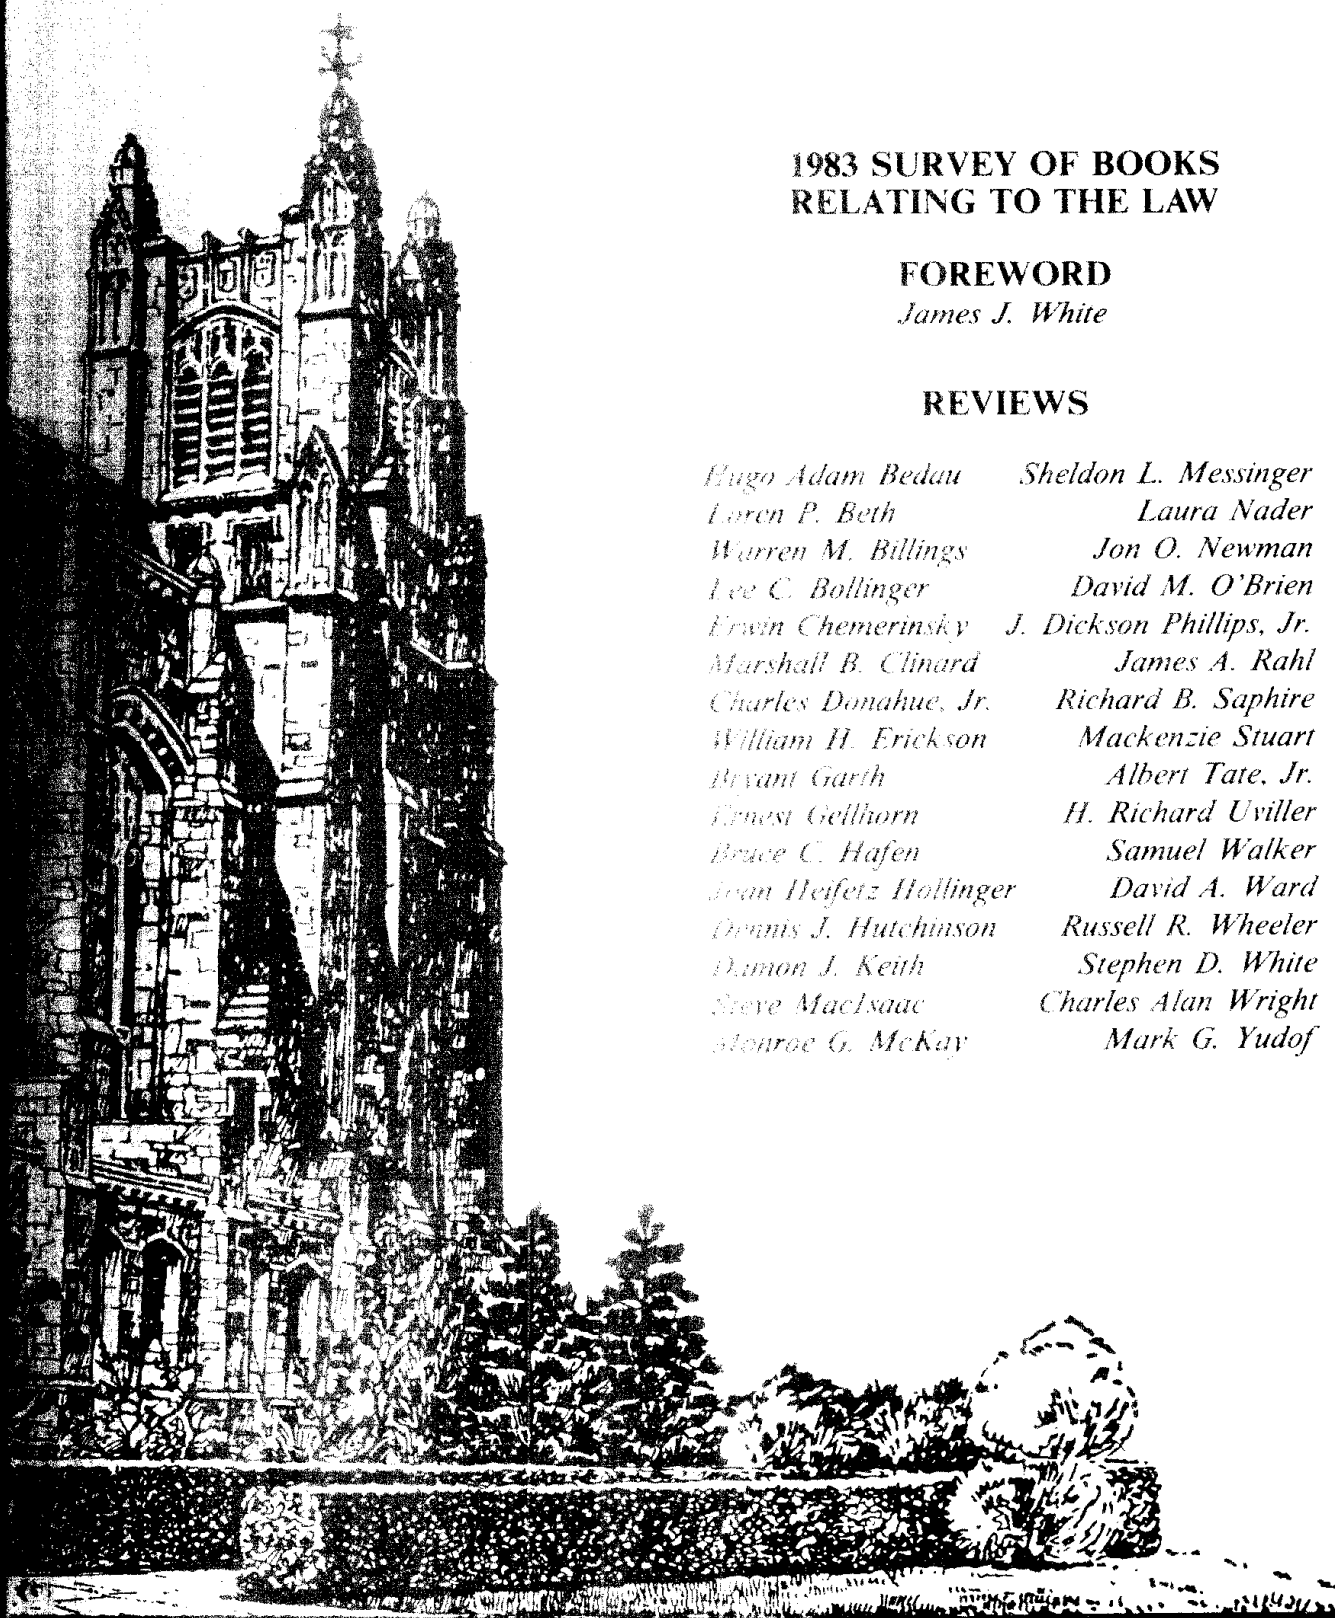 1983 SURVEY OF BOOKS
RELATING TO THE LAW
FOREWORD
James J. White
REVIEWS
Hugo Adam Bedau Sheldon L. Messinger
Loren P. Beth Laura Nader
Warren M. Billings Jon O. Newman
Lee C. Bollinger David M. O'Brien
Erwin Chemerinsky J. Dickson Phillips, Jr.
Marshall B. Clinard James A. Rahl
Charles Donahue, Jr. Richard B. Saphire
William H. Erickson Mackenzie Stuart
Bryant Garth Albert Tate, Jr.
Ernest Gellhorn H. Richard Uviller
Bruce C. Hafen Samuel Walker
Joan Heifetz Hollinger David A. Ward
Dennis J. Hutchinson Russell R. Wheeler
Damon J. Keith Stephen D. White
Steve MacIsaac Charles Alan Wright
Monroe G. McKay Mark G. Yudof